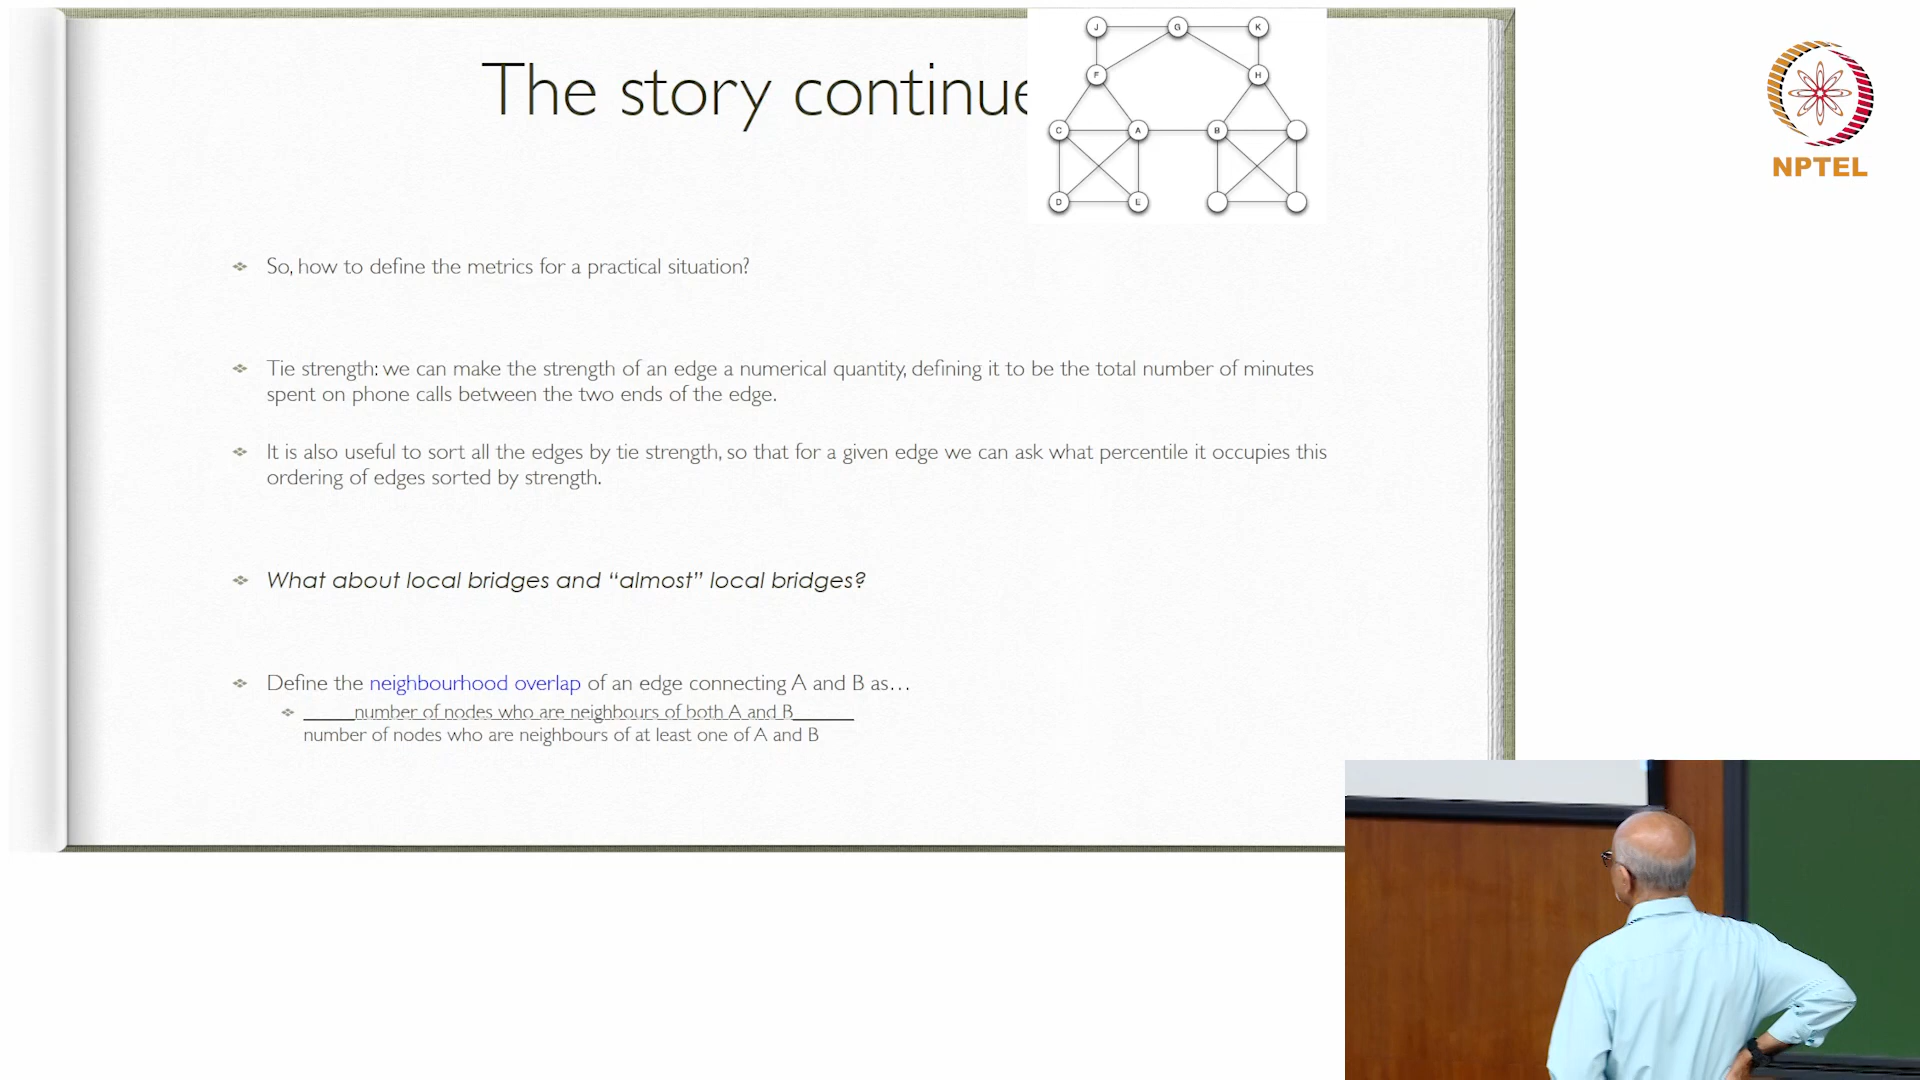 The story continue
J G K
F H
C A B
D E
NPTEL
So, how to define the metrics for a practical situation?
Tie strength: we can make the strength of an edge a numerical quantity, defining it to be the total number of minutes
spent on phone calls between the two ends of the edge.
It is also useful to sort all the edges by tie strength, so that for a given edge we can ask what percentile it occupies this
ordering of edges sorted by strength.
What about local bridges and “almost” local bridges?
Define the neighbourhood overlap of an edge connecting A and B as…
_____number of nodes who are neighbours of both A and B______
number of nodes who are neighbours of at least one of A and B